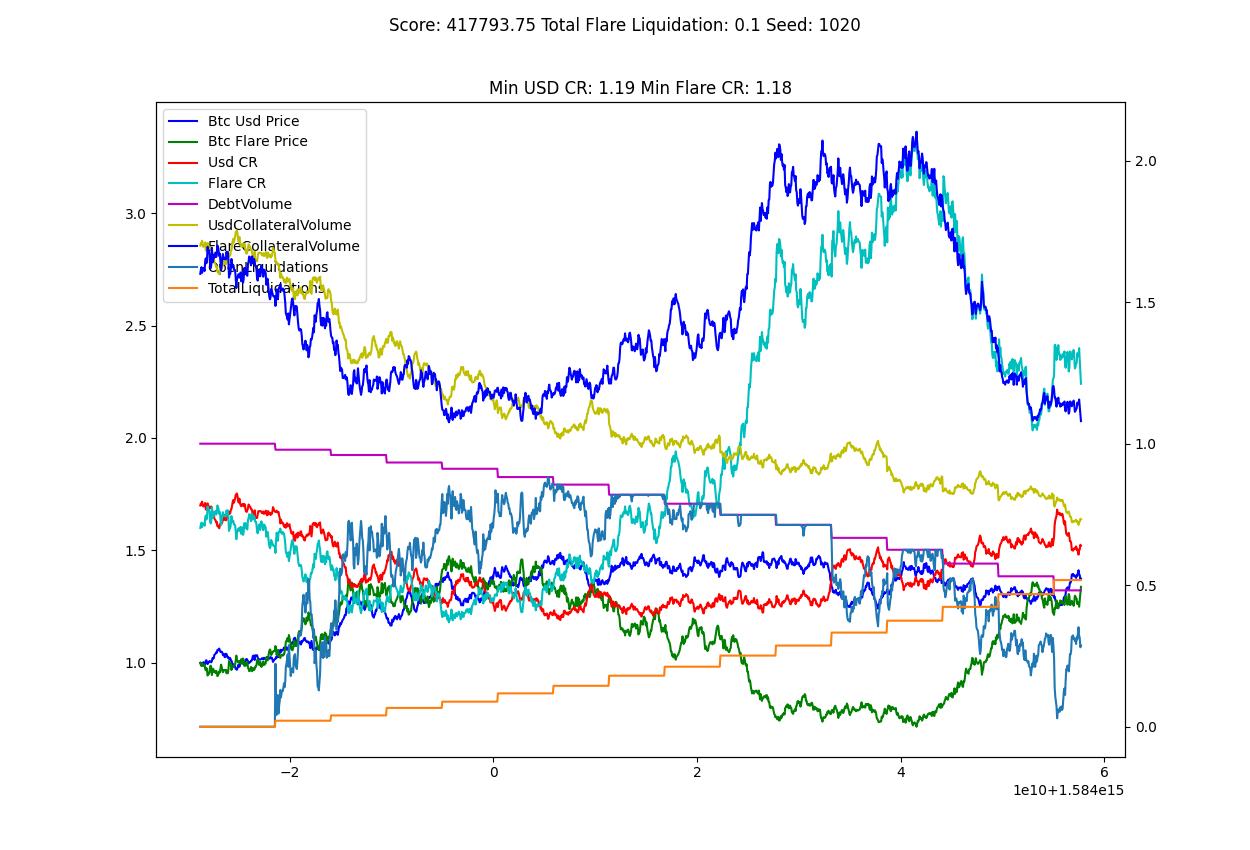 Score: 417793.75 Total Flare Liquidation: 0.1 Seed: 1020
Min USD CR: 1.19 Min Flare CR: 1.18
Btc Usd Price
Btc Flare Price
Usd CR
Flare CR
DebtVolume
UsdCollateralVolume
FlareCollateralVolume
OpenLiquidations
TotalLiquidations
3.0
2.5
2.0
1.5
1.0
2.0
1.5
1.0
0.5
0.0
−2
0
2
4
6
1e10+1.584e15